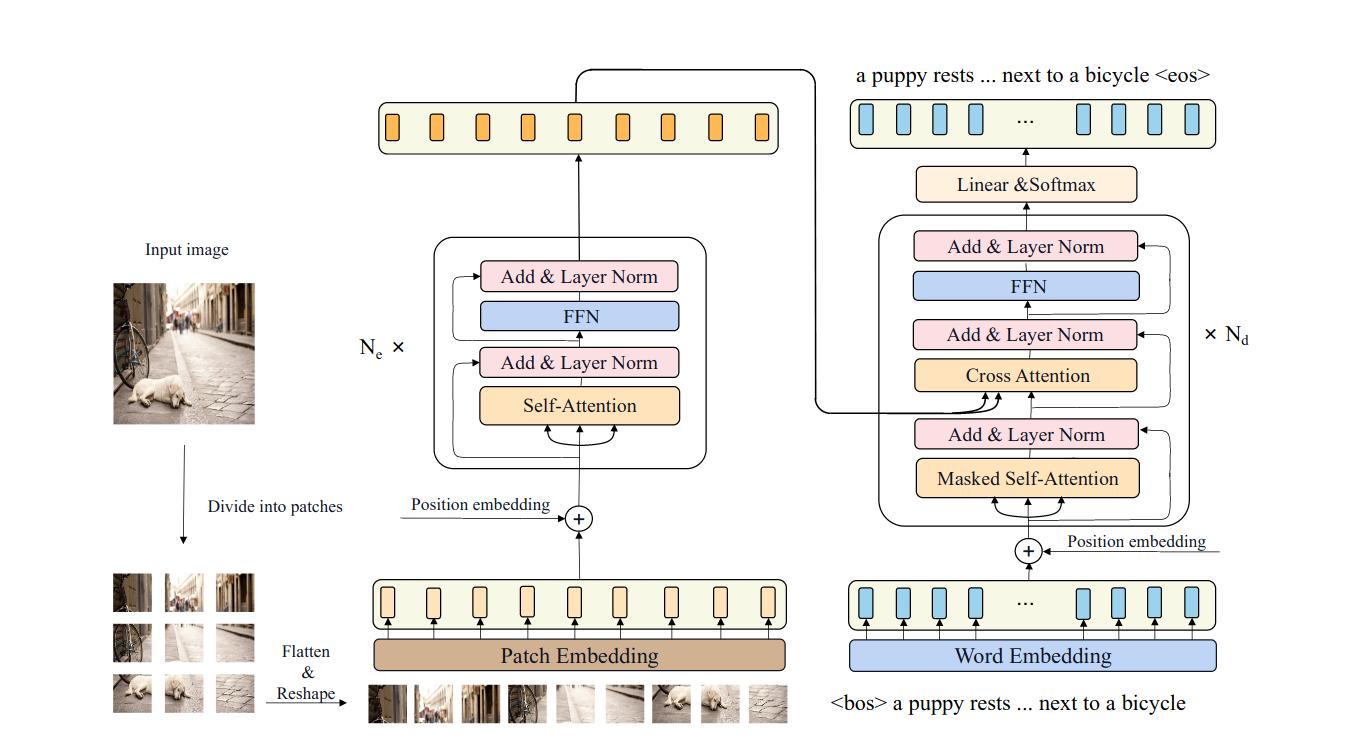 Input image
Divide into patches
Flatten
&
Reshape
Patch Embedding
Position embedding
+
Nₑ ×
Self-Attention
Add & Layer Norm
FFN
Add & Layer Norm
<bos> a puppy rests ... next to a bicycle
Word Embedding
...
Position embedding
+
× N_d
Masked Self-Attention
Add & Layer Norm
Cross Attention
Add & Layer Norm
FFN
Add & Layer Norm
Linear &Softmax
...
a puppy rests ... next to a bicycle <eos>